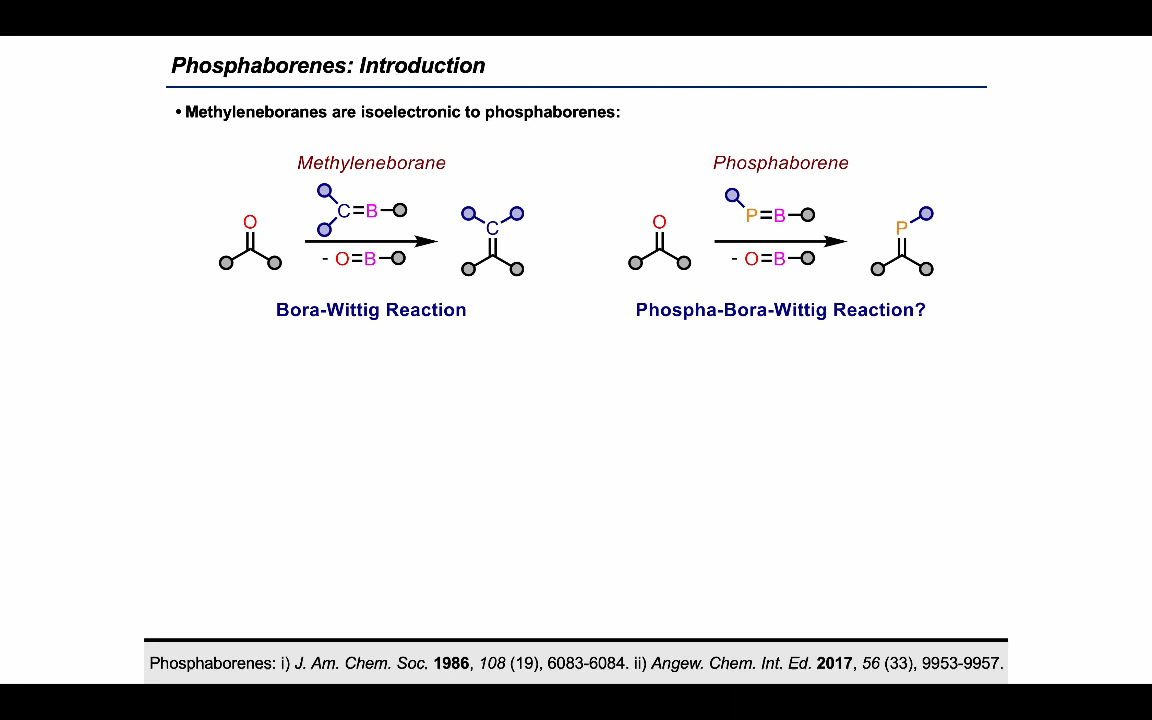 Phosphaborenes: Introduction
• Methyleneboranes are isoelectronic to phosphaborenes:
Methyleneborane
O
C=B
- O=B
C
Bora-Wittig Reaction
Phosphaborene
O
P=B
- O=B
P
Phospha-Bora-Wittig Reaction?
Phosphaborenes: i) J. Am. Chem. Soc. 1986, 108 (19), 6083-6084. ii) Angew. Chem. Int. Ed. 2017, 56 (33), 9953-9957.